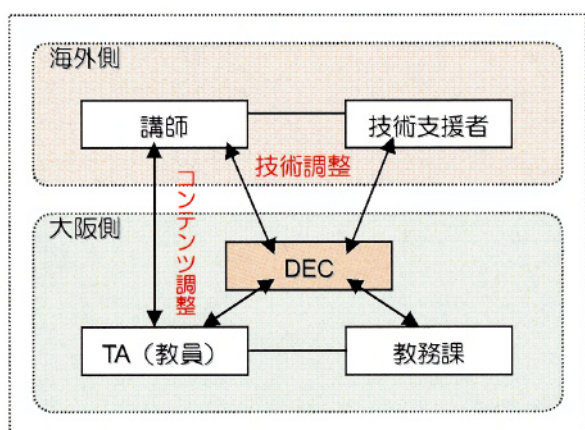 海外側
講師
技術支援者
技術調整
コンテンツ調整
大阪側
DEC
TA（教員）
教務課